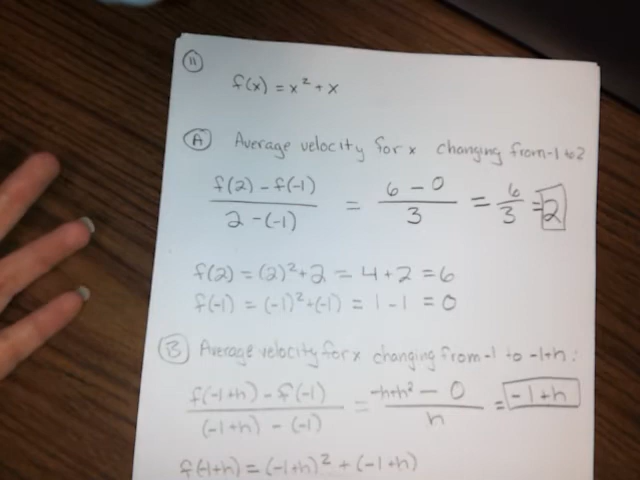 11
f(x) = x² + x
A Average velocity for x changing from -1 to 2
f(2) - f(-1) / 2 - (-1) = 6 - 0 / 3 = 6/3 = 2
f(2) = (2)² + 2 = 4 + 2 = 6
f(-1) = (-1)² + (-1) = 1 - 1 = 0
B Average velocity for x changing from -1 to -1+h:
f(-1+h) - f(-1) / (-1+h) - (-1) = -h+h² - 0 / h = -1+h
f(-1+h) = (-1+h)² + (-1+h)